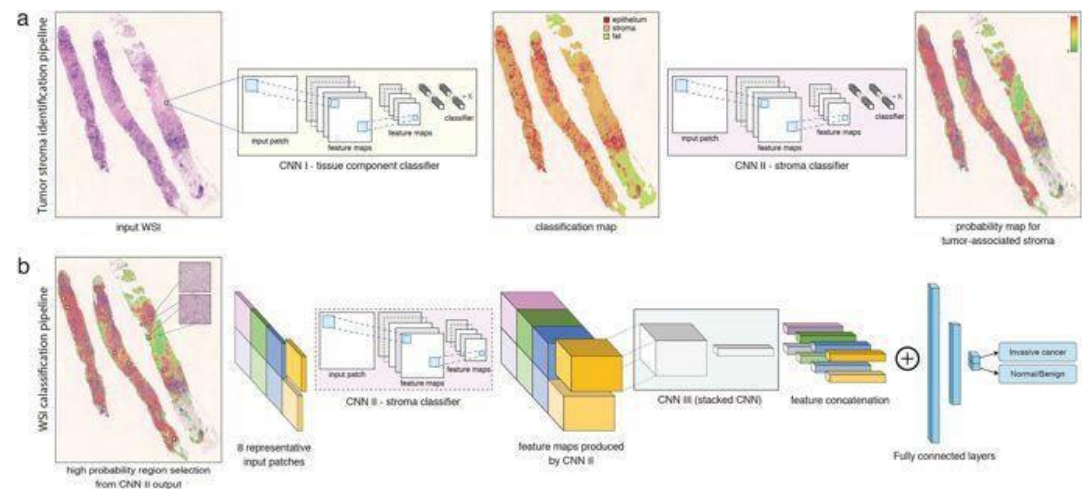 a
Tumor stroma identification pipeline
input WSI
input patch
feature maps
feature maps
classifier
CNN I - tissue component classifier
epithelium
stroma
fat
classification map
input patch
feature maps
feature maps
classifier
CNN II - stroma classifier
probability map for
tumor-associated stroma
b
WSI calassification pipeline
high probability region selection
from CNN II output
8 representative
input patches
input patch
feature maps
feature maps
CNN II - stroma classifier
feature maps produced
by CNN II
CNN III (stacked CNN)
feature concatenation
Fully connected layers
Invasive cancer
Normal/Benign